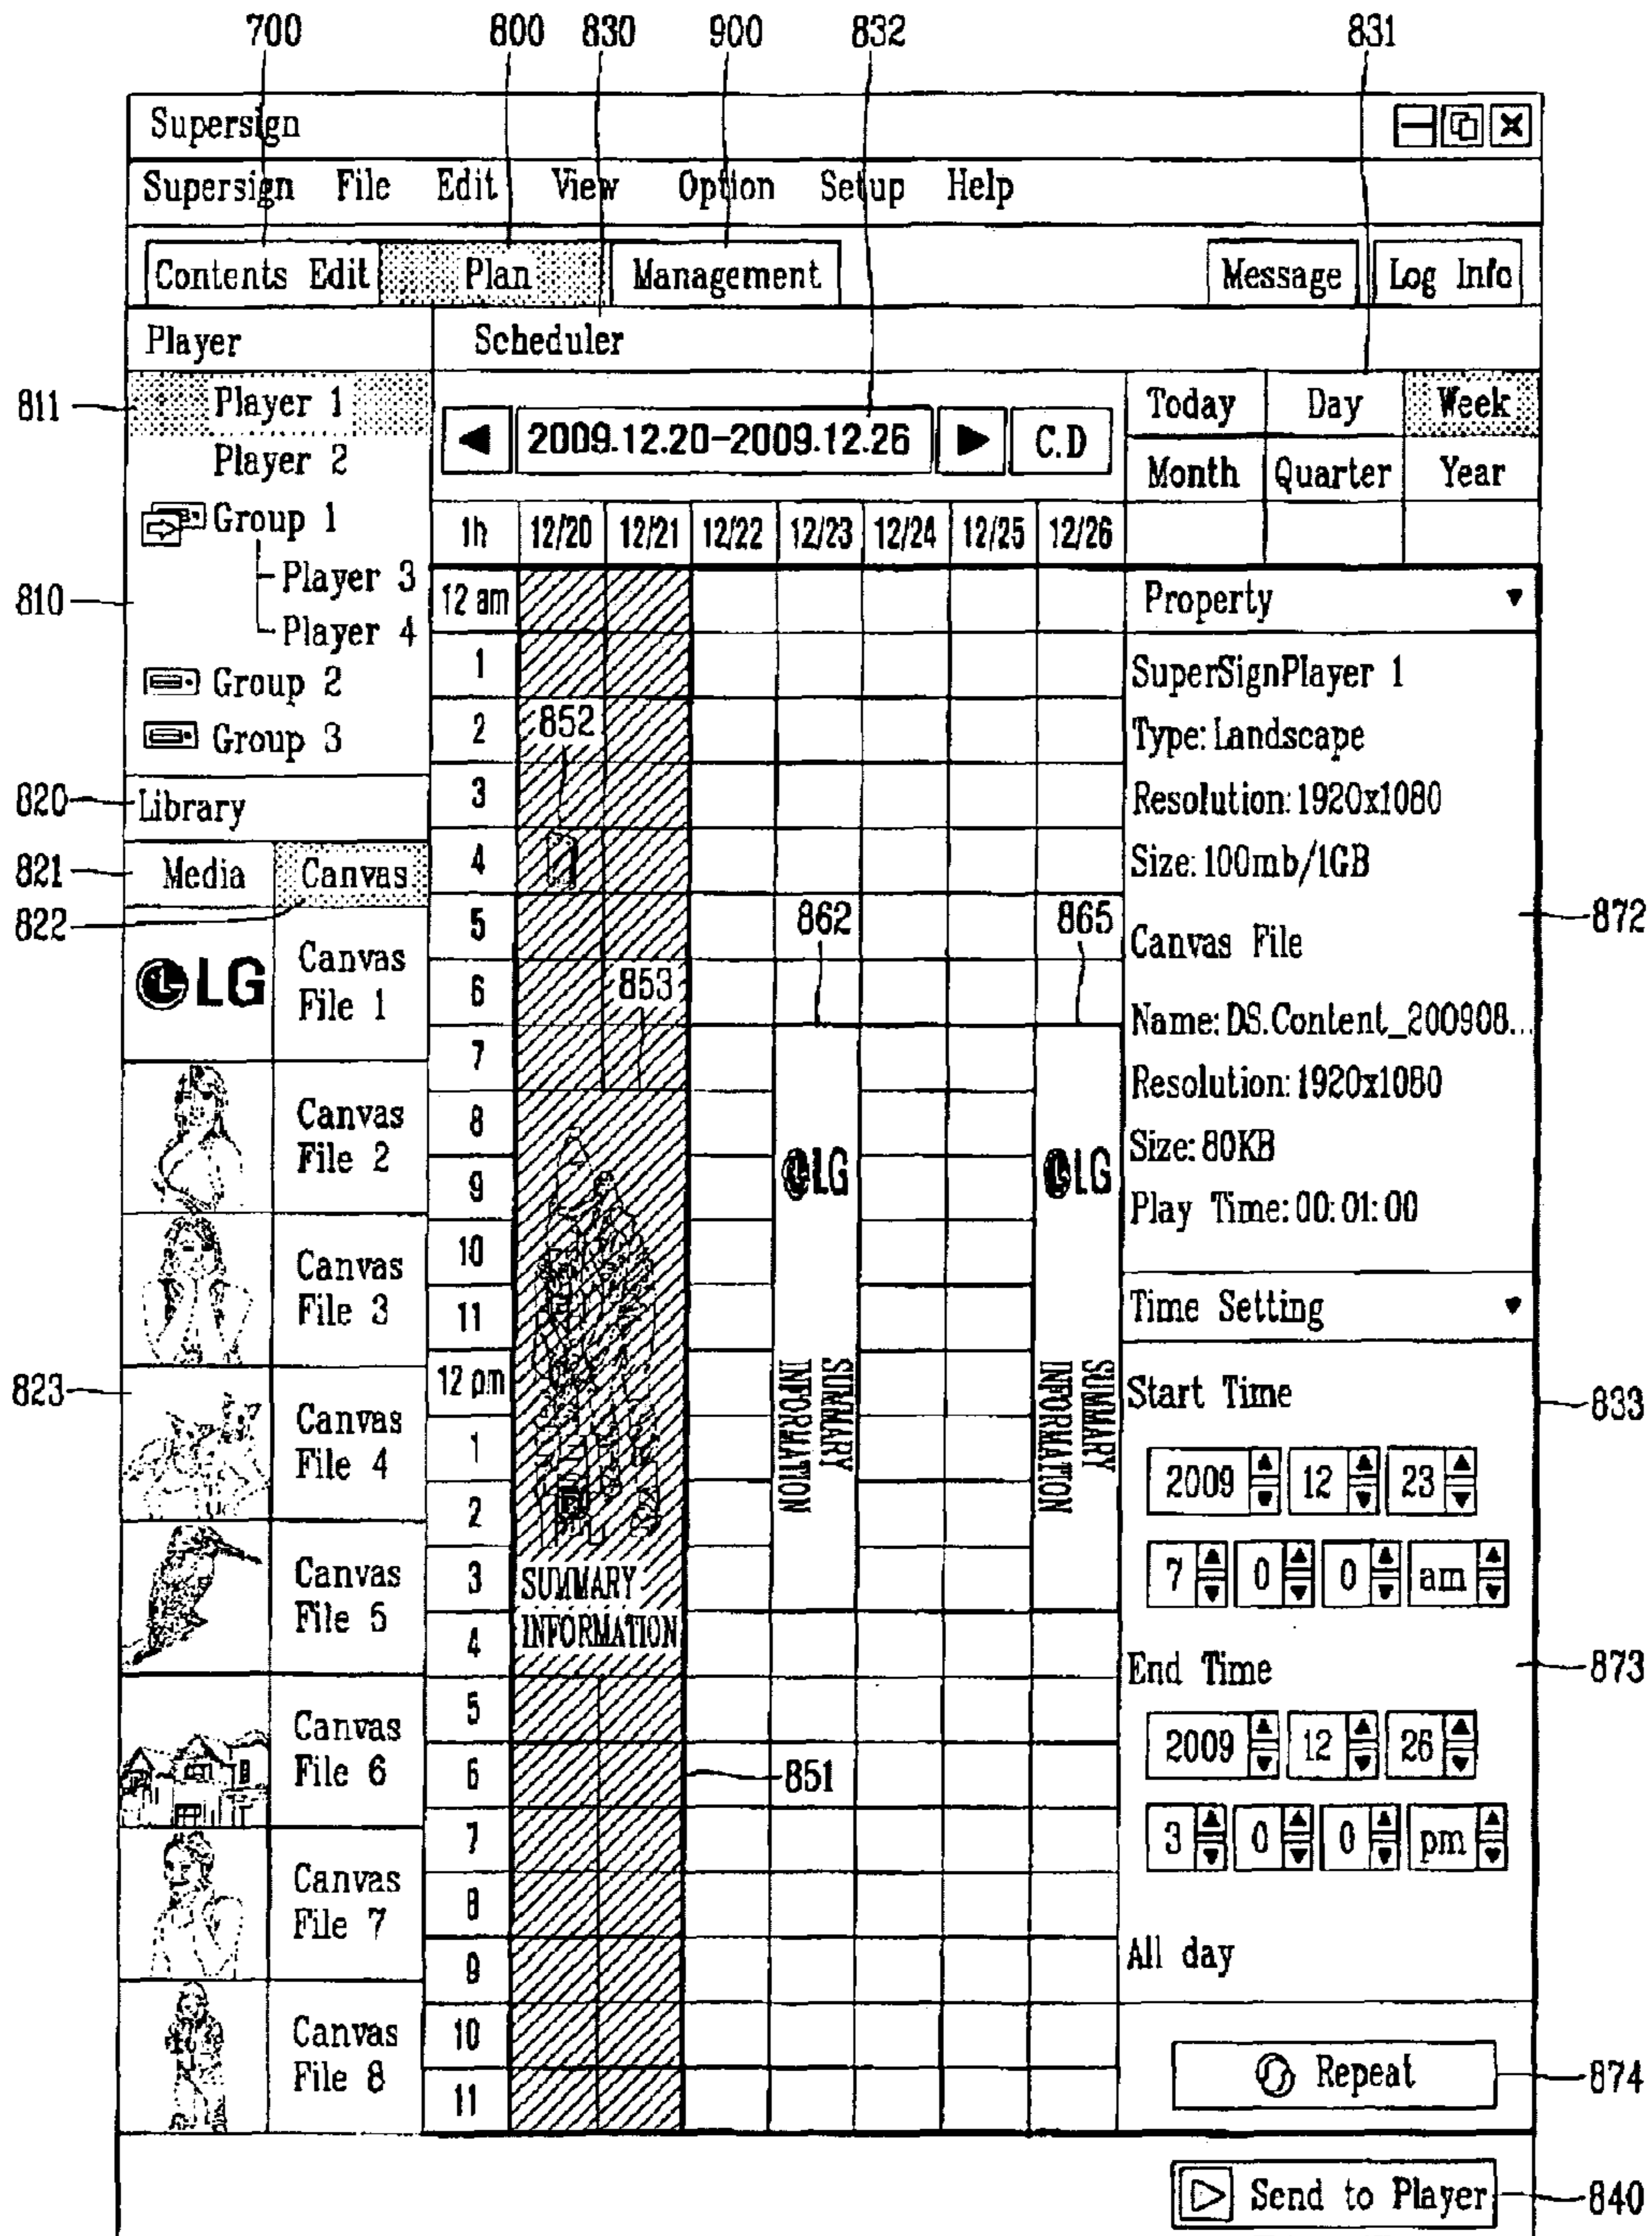 700 800 830 900 832 831
Supersign
Supersign File Edit View Option Setup Help
Contents Edit Plan Management Message Log Info
Player
811 Player 1
Player 2
Group 1
Player 3
810
Player 4
Group 2
Group 3
820 Library
821 Media Canvas
822
LG Canvas File 1
Canvas File 2
Canvas File 3
823 Canvas File 4
Canvas File 5
Canvas File 6
Canvas File 7
Canvas File 8
Scheduler
2009.12.20-2009.12.26 C.D
Today Day Week
Month Quarter Year
1h 12/20 12/21 12/22 12/23 12/24 12/25 12/26
12 am
1
2 852
3
4
5 862 865
6 853
7
8
9 LG LG
10
11
12 pm
1
2
3
4
5
6 851
7
8
9
10
11
SUMMARY
INFORMATION
SUMMARY
INFORMATION
SUMMARY
INFORMATION
Property
SuperSignPlayer 1
Type: Landscape
Resolution: 1920x1080
Size: 100mb/1GB
872
Canvas File
Name: DS.Content_200908...
Resolution: 1920x1080
Size: 80KB
Play Time: 00:01:00
Time Setting
Start Time 833
2009 12 23
7 0 0 am
End Time 873
2009 12 26
3 0 0 pm
All day
Repeat 874
Send to Player 840